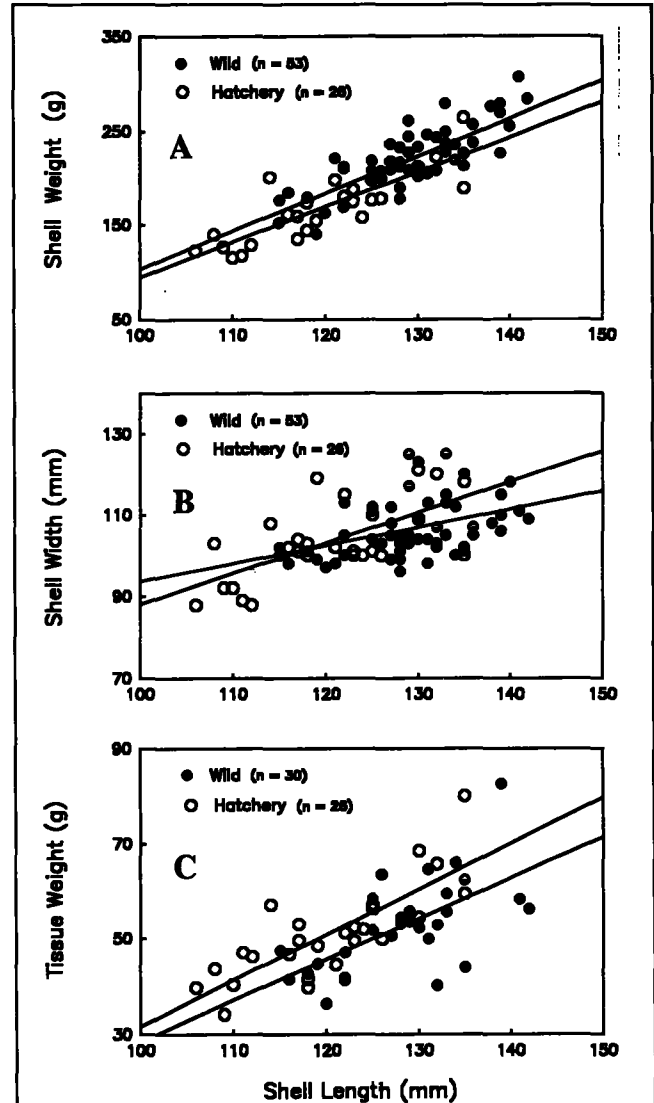 350
250
150
50
Shell Weight (g)
Wild (n = 53)
Hatchery (n = 26)
A
100 110 120 130 140 150
130
110
90
70
Shell Width (mm)
Wild (n = 53)
Hatchery (n = 26)
B
100 110 120 130 140 150
90
70
50
30
Tissue Weight (g)
Wild (n = 30)
Hatchery (n = 26)
C
100 110 120 130 140 150
Shell Length (mm)